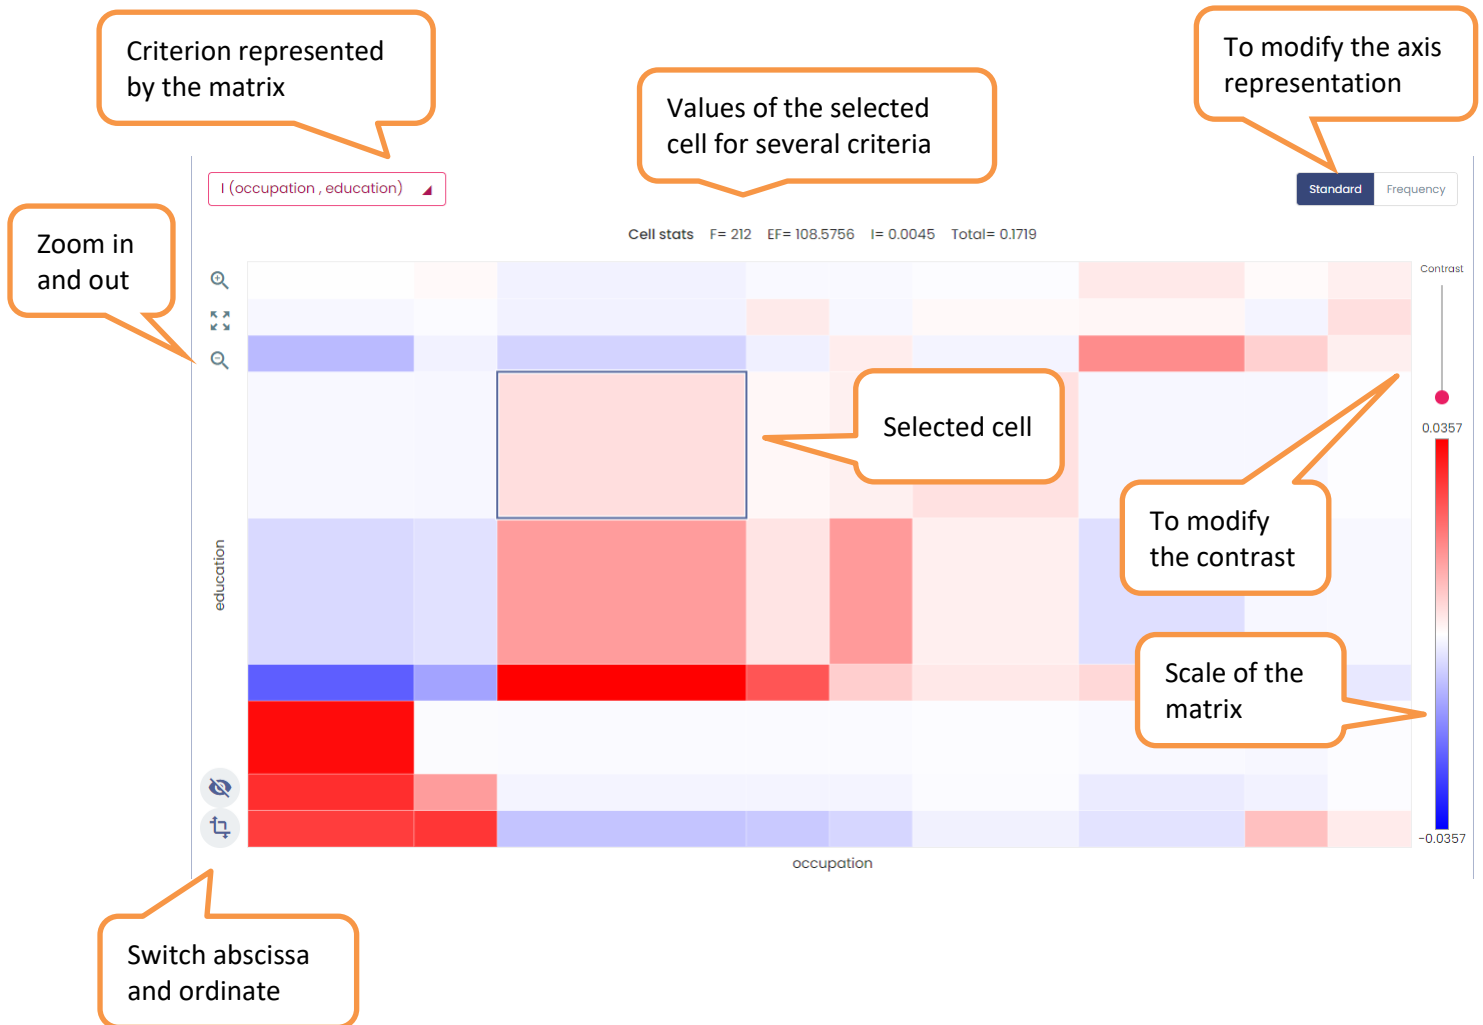 Criterion represented
by the matrix
To modify the axis
representation
Values of the selected
cell for several criteria
I (occupation , education)
Standard
Frequency
Zoom in
and out
Cell stats F= 212 EF= 108.5756 I= 0.0045 Total= 0.1719
Contrast
Selected cell
0.0357
To modify
the contrast
education
Scale of the
matrix
-0.0357
occupation
Switch abscissa
and ordinate